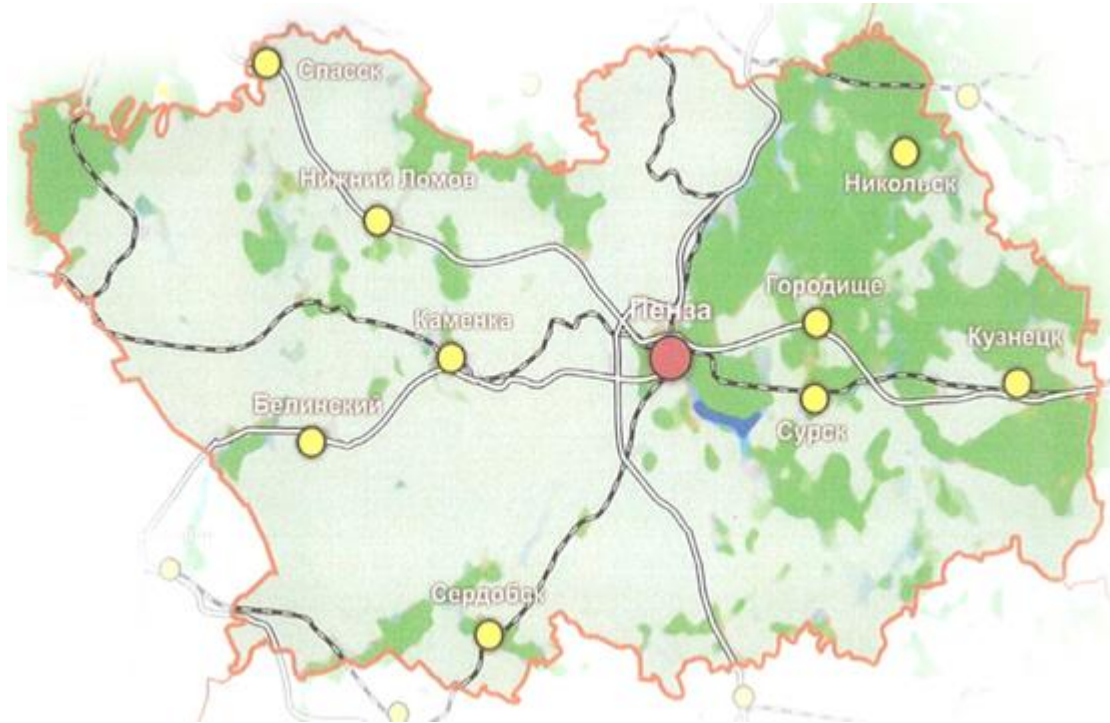 Спасск
Нижний Ломов
Никольск
Городище
Пенза
Каменка
Кузнецк
Белинский
Сурск
Сердобск